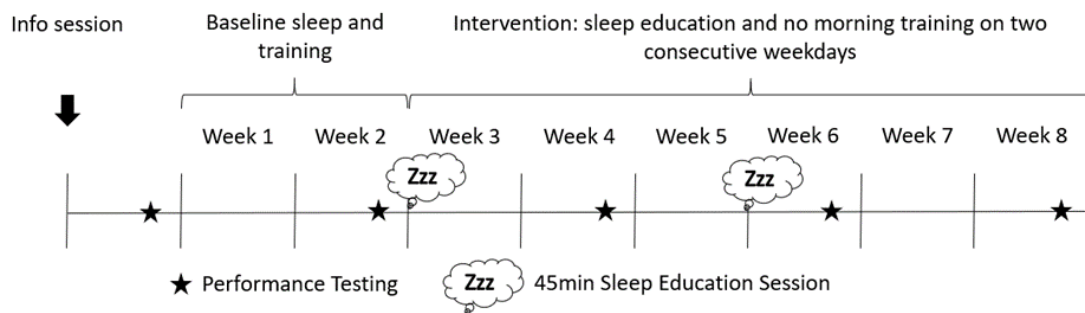 Info session
Baseline sleep and
training
Intervention: sleep education and no morning training on two
consecutive weekdays
Week 1
Week 2
Week 3
Week 4
Week 5
Week 6
Week 7
Week 8
Zzz
Zzz
Performance Testing
Zzz
45min Sleep Education Session